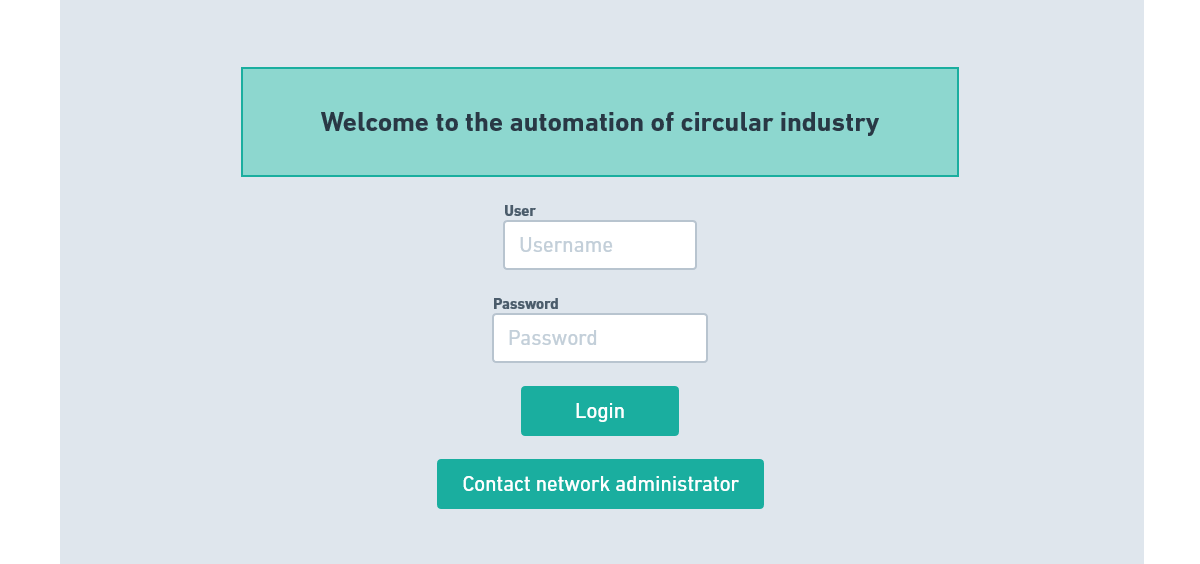 Welcome to the automation of circular industry
User
Username
Password
Password
Login
Contact network administrator